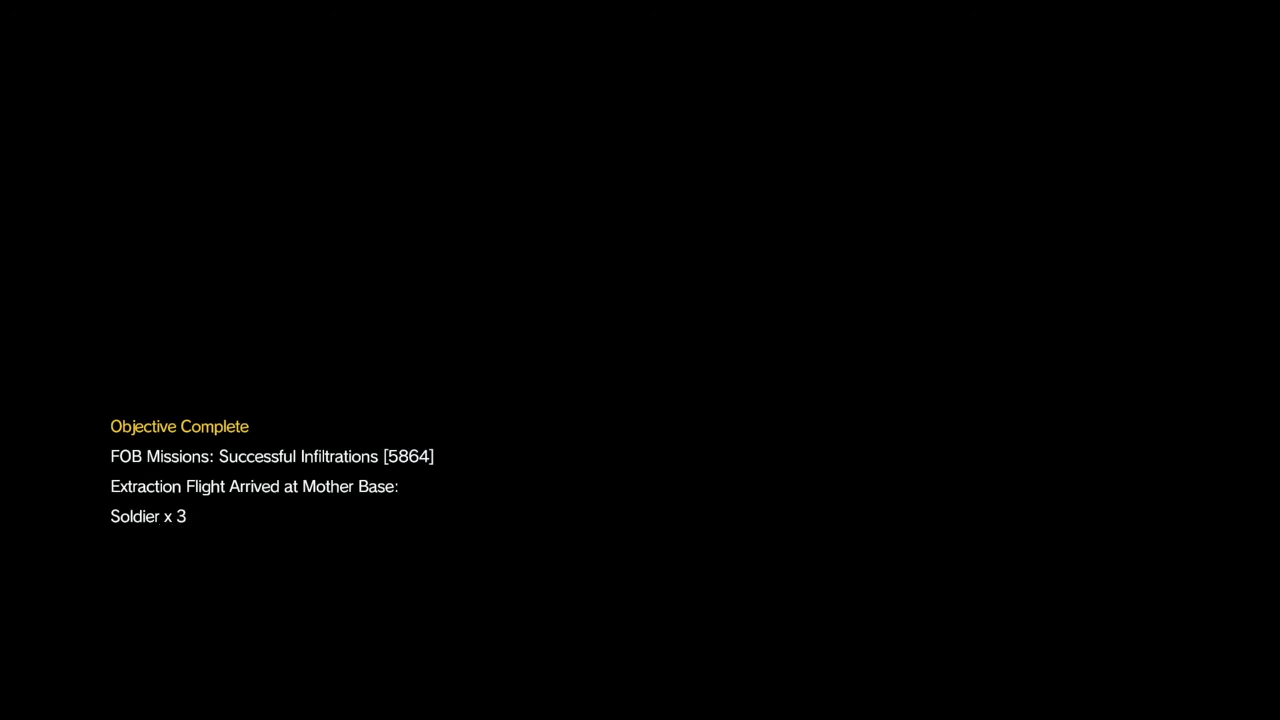 Objective Complete
FOB Missions: Successful Infiltrations [5864]
Extraction Flight Arrived at Mother Base:
Soldier x 3